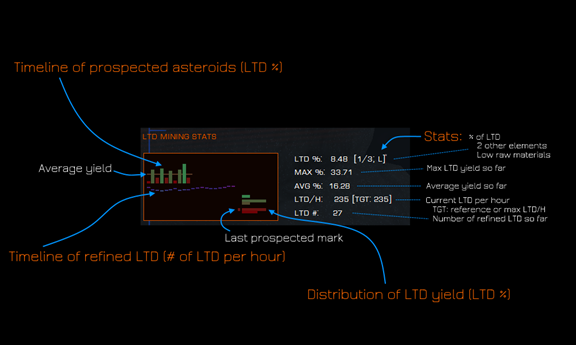 Timeline of prospected asteroids (LTD %)
LTD MINING STATS
Average yield
LTD %: 8.48 [1/3, L]
MAX %: 33.71
AVG %: 16.28
LTD/H: 235 [TGT: 235]
LTD #: 27
Stats: % of LTD
2 other elements
Low raw materials
Max LTD yield so far
Average yield so far
Current LTD per hour
TGT: reference or max LTD/H
Number of refined LTD so far
Last prospected mark
Timeline of refined LTD (# of LTD per hour)
Distribution of LTD yield (LTD %)